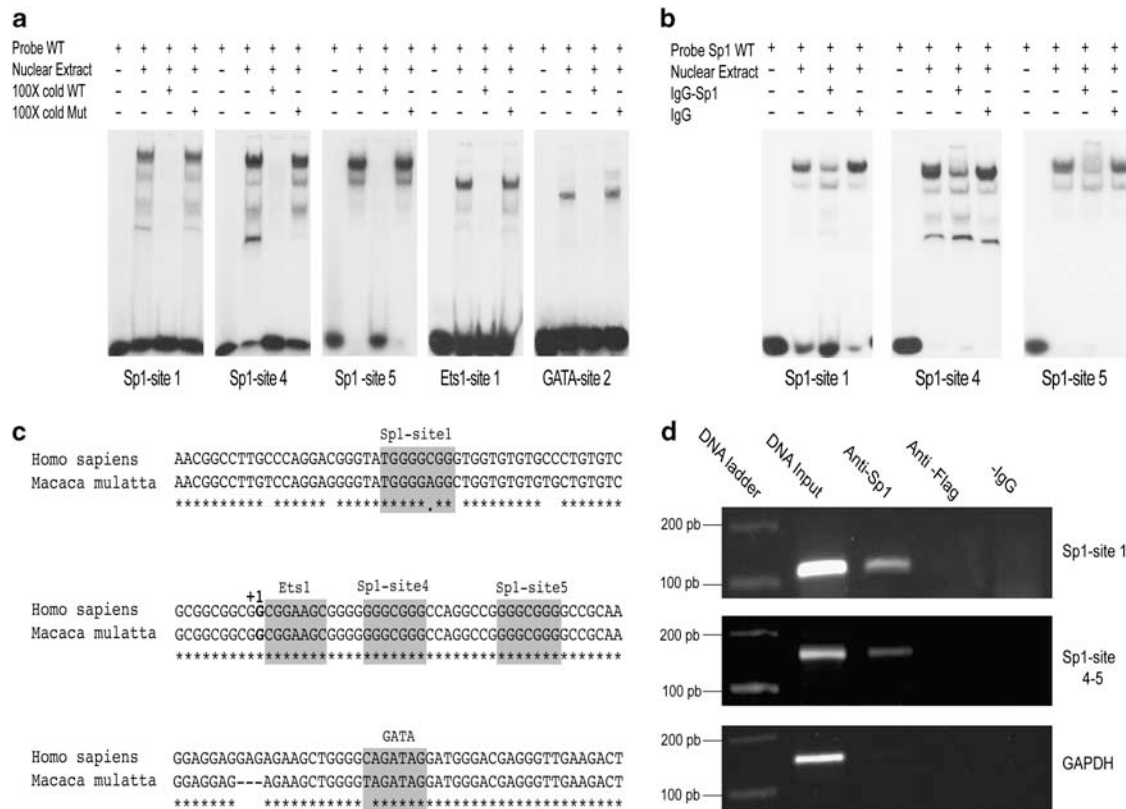 a
Probe WT + + + + + + + + + + + + + + + + + + + +
Nuclear Extract - + + + - + + + - + + + - + + + - + + +
100X cold WT - - + - - - + - - - + - - - + - - - + -
100X cold Mut - - - + - - - + - - - + - - - + - - - +
Sp1-site 1 Sp1-site 4 Sp1-site 5 Ets1-site 1 GATA-site 2
b
Probe Sp1 WT + + + + + + + + + + + +
Nuclear Extract - + + + - + + + - + + +
IgG-Sp1 - - + - - - + - - - + -
IgG - - - + - - - + - - - +
Sp1-site 1 Sp1-site 4 Sp1-site 5
c
Sp1-site1
Homo sapiens AACGGCCTTGCCCAGGACGGGTATGGGGCGGGTGGTGTGTGCCCTGTGTC
Macaca mulatta AACGGCCTTGTCCAGGAGGGGTATGGGGAGGCTGGTGTGTGTGCTGTGTC
********** ****** **********.** ********* *******
+1 Ets1 Sp1-site4 Sp1-site5
Homo sapiens GCGGCGGCGGCGGAAGCGGGGGGGCGGGCCAGGCCGGGGCGGGGCCGCAA
Macaca mulatta GCGGCGGCGGCGGAAGCGGGGGGGCGGGCCAGGCCGGGGCGGGGCCGCAA
**************************************************
GATA
Homo sapiens GGAGGAGGAGAGAAGCTGGGGCAGATAGGATGGGACGAGGGTTGAAGACT
Macaca mulatta GGAGGAG---AGAAGCTGGGGTAGATAGGATGGGACGAGGGTTGAAGACT
******* *********** ****************************
d
DNA ladder DNA Input Anti-Sp1 Anti -Flag -IgG
200 pb
100 pb
Sp1-site 1
200 pb
100 pb
Sp1-site
4-5
200 pb
100 pb
GAPDH